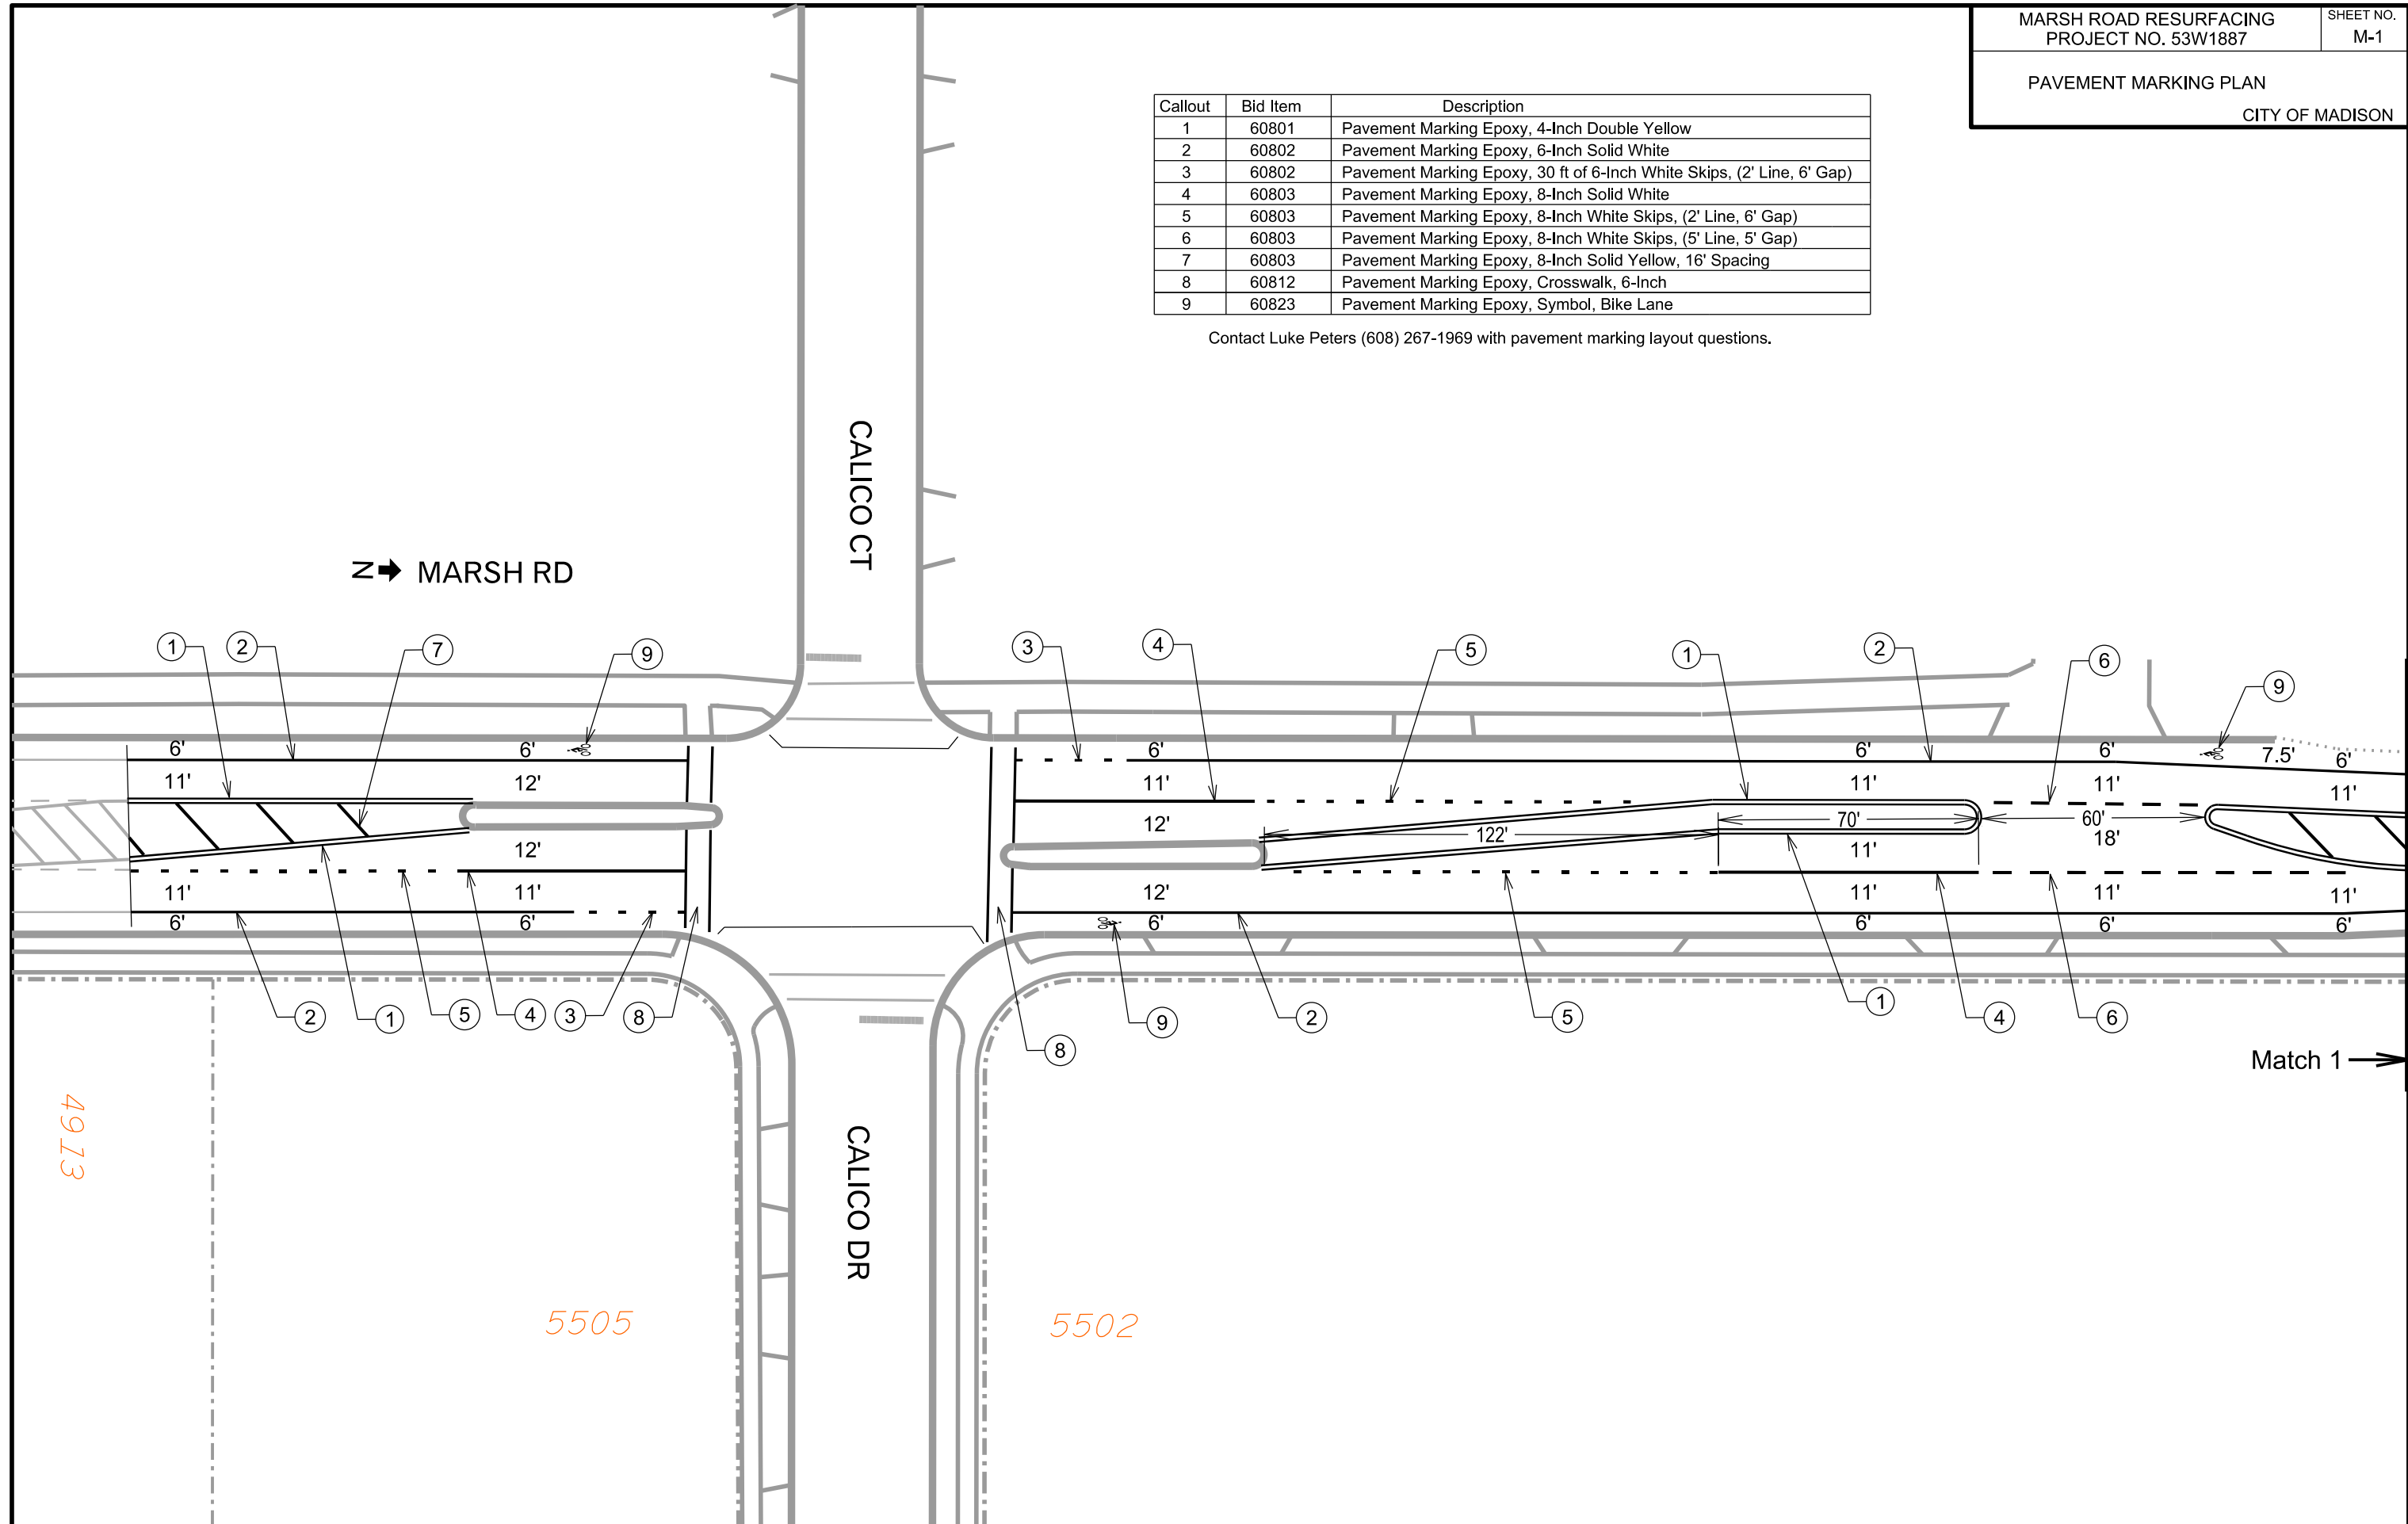 MARSH ROAD RESURFACING
PROJECT NO. 53W1887
SHEET NO.
M-1
PAVEMENT MARKING PLAN
CITY OF MADISON
Callout Bid Item Description
1 60801 Pavement Marking Epoxy, 4-Inch Double Yellow
2 60802 Pavement Marking Epoxy, 6-Inch Solid White
3 60802 Pavement Marking Epoxy, 30 ft of 6-Inch White Skips, (2' Line, 6' Gap)
4 60803 Pavement Marking Epoxy, 8-Inch Solid White
5 60803 Pavement Marking Epoxy, 8-Inch White Skips, (2' Line, 6' Gap)
6 60803 Pavement Marking Epoxy, 8-Inch White Skips, (5' Line, 5' Gap)
7 60803 Pavement Marking Epoxy, 8-Inch Solid Yellow, 16' Spacing
8 60812 Pavement Marking Epoxy, Crosswalk, 6-Inch
9 60823 Pavement Marking Epoxy, Symbol, Bike Lane
Contact Luke Peters (608) 267-1969 with pavement marking layout questions.
CALICO CT
N MARSH RD
1 2 7 9 3 4 5 1 2 6 9
6' 6' 6' 6' 6' 7.5' 6'
11' 12' 11' 11' 11' 11'
12' 122' 70' 60'
12' 11' 18'
11' 11' 12' 11' 11' 11'
6' 6' 6' 6' 6' 6'
2 1 5 4 3 8 8 9 2 5 1 4 6
Match 1
4913
CALICO DR
5505
5502